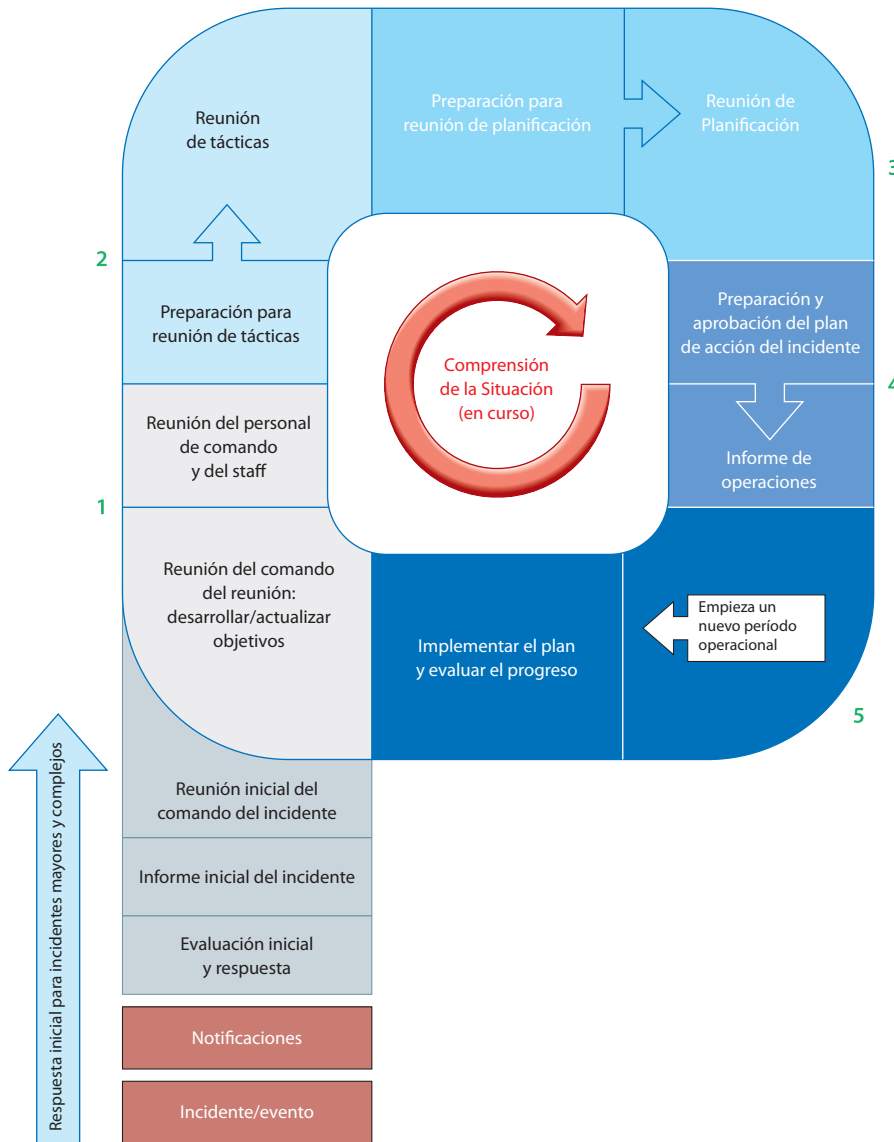 Reunión
de tácticas
Preparación para
reunión de planificación
Reunión de
Planificación
3
2
Preparación para
reunión de tácticas
Preparación y
aprobación del plan
de acción del incidente
Comprensión
de la Situación
(en curso)
4
Reunión del personal
de comando
y del staff
Informe de
operaciones
1
Reunión del comando
del reunión:
desarrollar/actualizar
objetivos
Implementar el plan
y evaluar el progreso
Empieza un
nuevo período
operacional
5
Reunión inicial del
comando del incidente
Informe inicial del incidente
Evaluación inicial
y respuesta
Notificaciones
Incidente/evento
Respuesta inicial para incidentes mayores y complejos